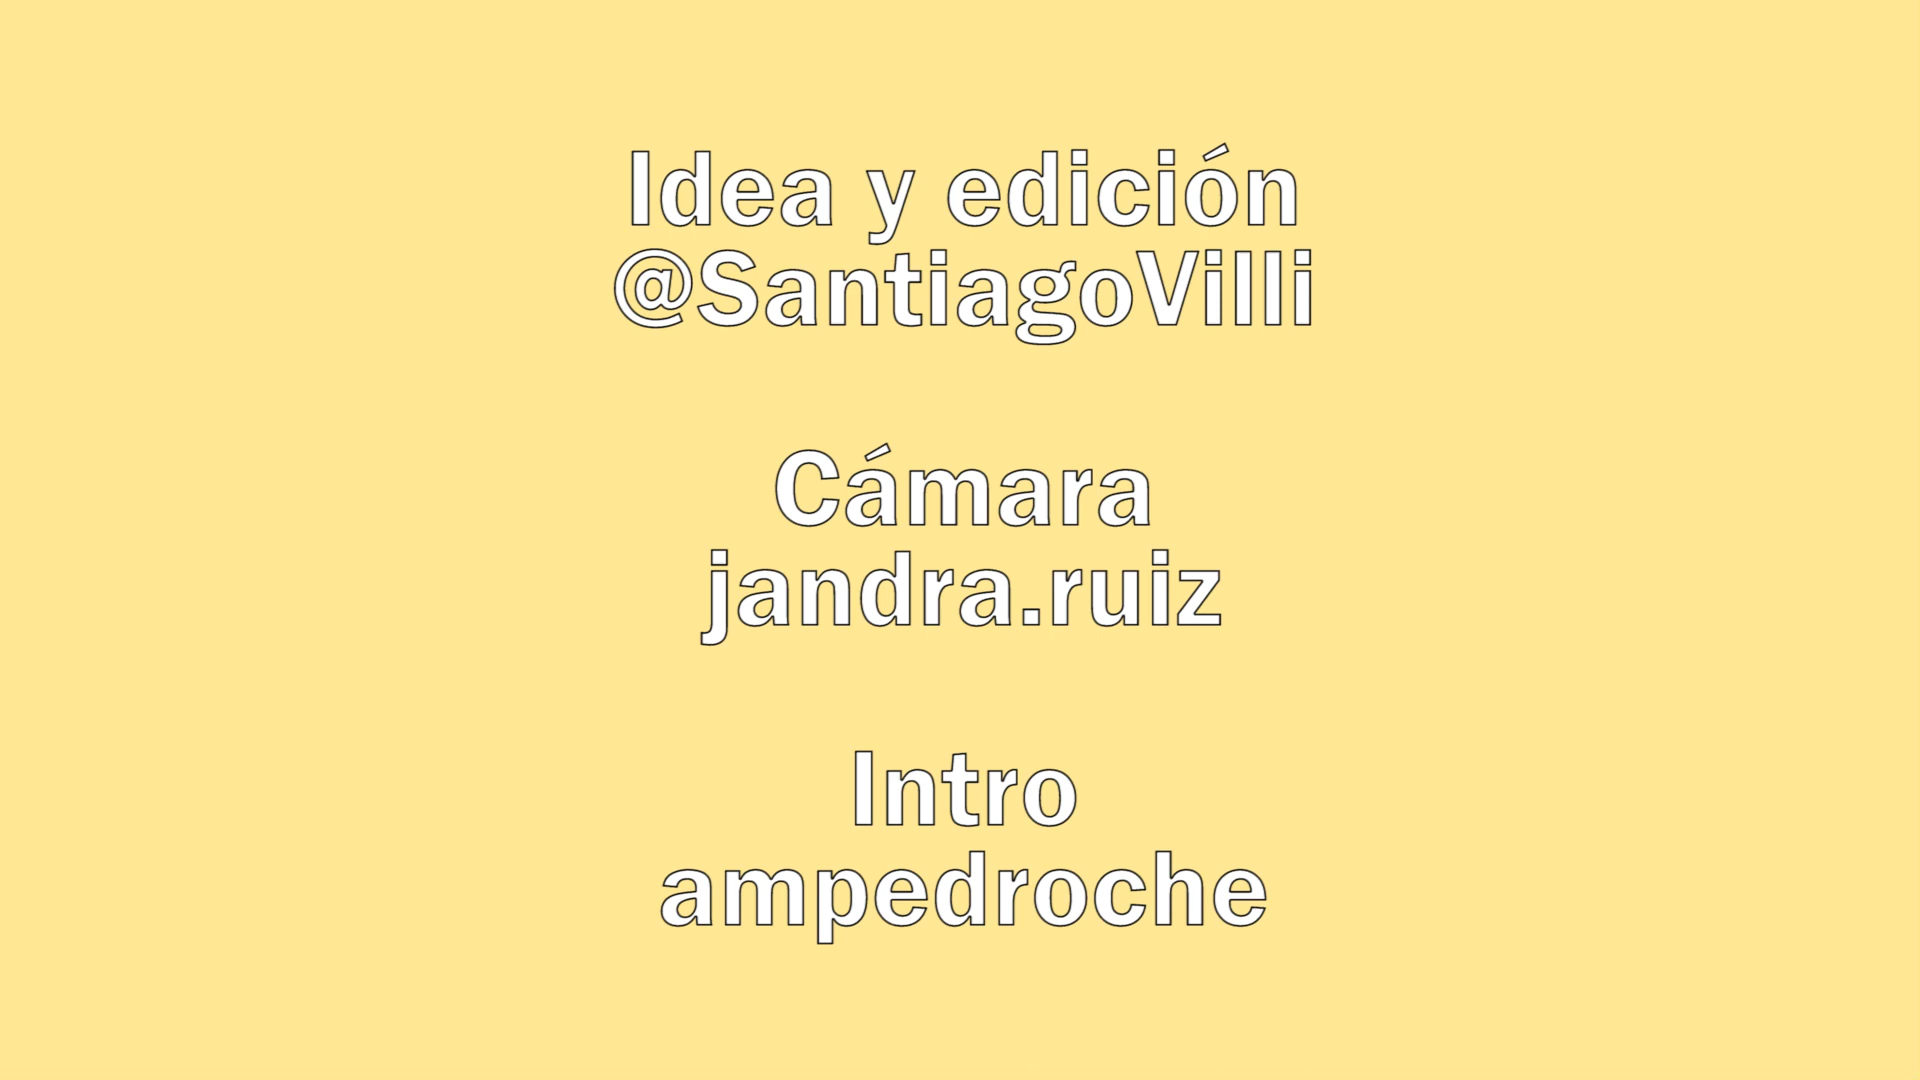 Idea y edición
@SantiagoVilli
Cámara
jandra.ruiz
Intro
ampedroche